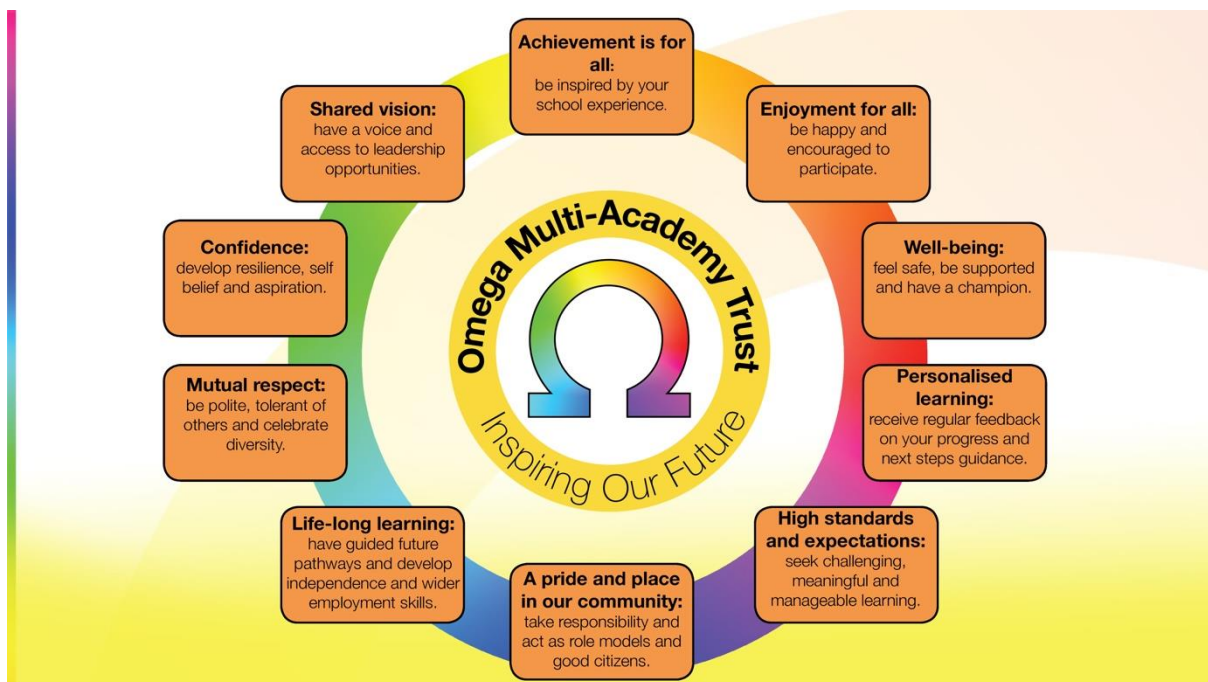 Achievement is for
all:
be inspired by your
school experience.
Enjoyment for all:
be happy and
encouraged to
participate.
Well-being:
feel safe, be supported
and have a champion.
Personalised
learning:
receive regular feedback
on your progress and
next steps guidance.
High standards
and expectations:
seek challenging,
meaningful and
manageable learning.
A pride and place
in our community:
take responsibility and
act as role models and
good citizens.
Life-long learning:
have guided future
pathways and develop
independence and wider
employment skills.
Mutual respect:
be polite, tolerant of
others and celebrate
diversity.
Confidence:
develop resilience, self
belief and aspiration.
Shared vision:
have a voice and
access to leadership
opportunities.
Omega Multi-Academy Trust
Ω
Inspiring Our Future